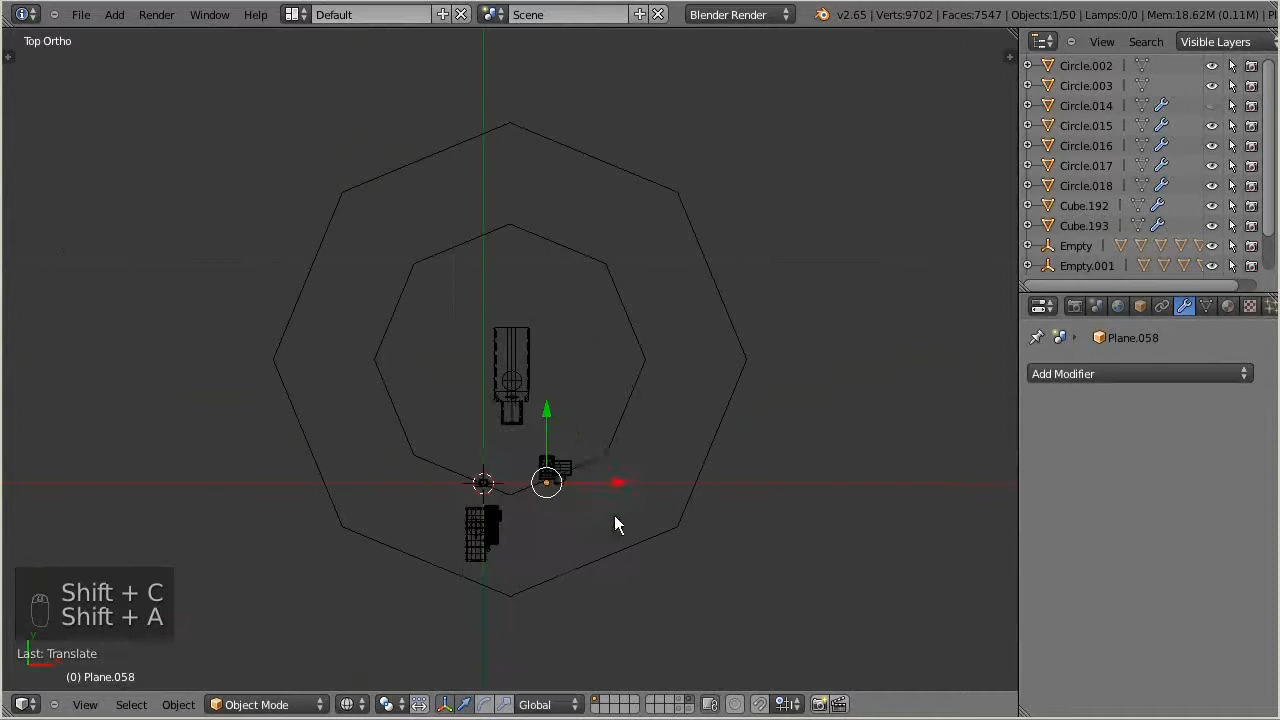 File Add Render Window Help Default Scene Blender Render v2.65 | Verts:9702 | Faces:7547 | Objects:1/50 | Lamps:0/0 | Mem:18.62M (0.11M) |
Top Ortho
View Search Visible Layers
Circle.002
Circle.003
Circle.014
Circle.015
Circle.016
Circle.017
Circle.018
Cube.192
Cube.193
Empty
Empty.001
Plane.058
Add Modifier
Shift + C
Shift + A
y
Last: Translate
(0) Plane.058
View Select Object Object Mode Global